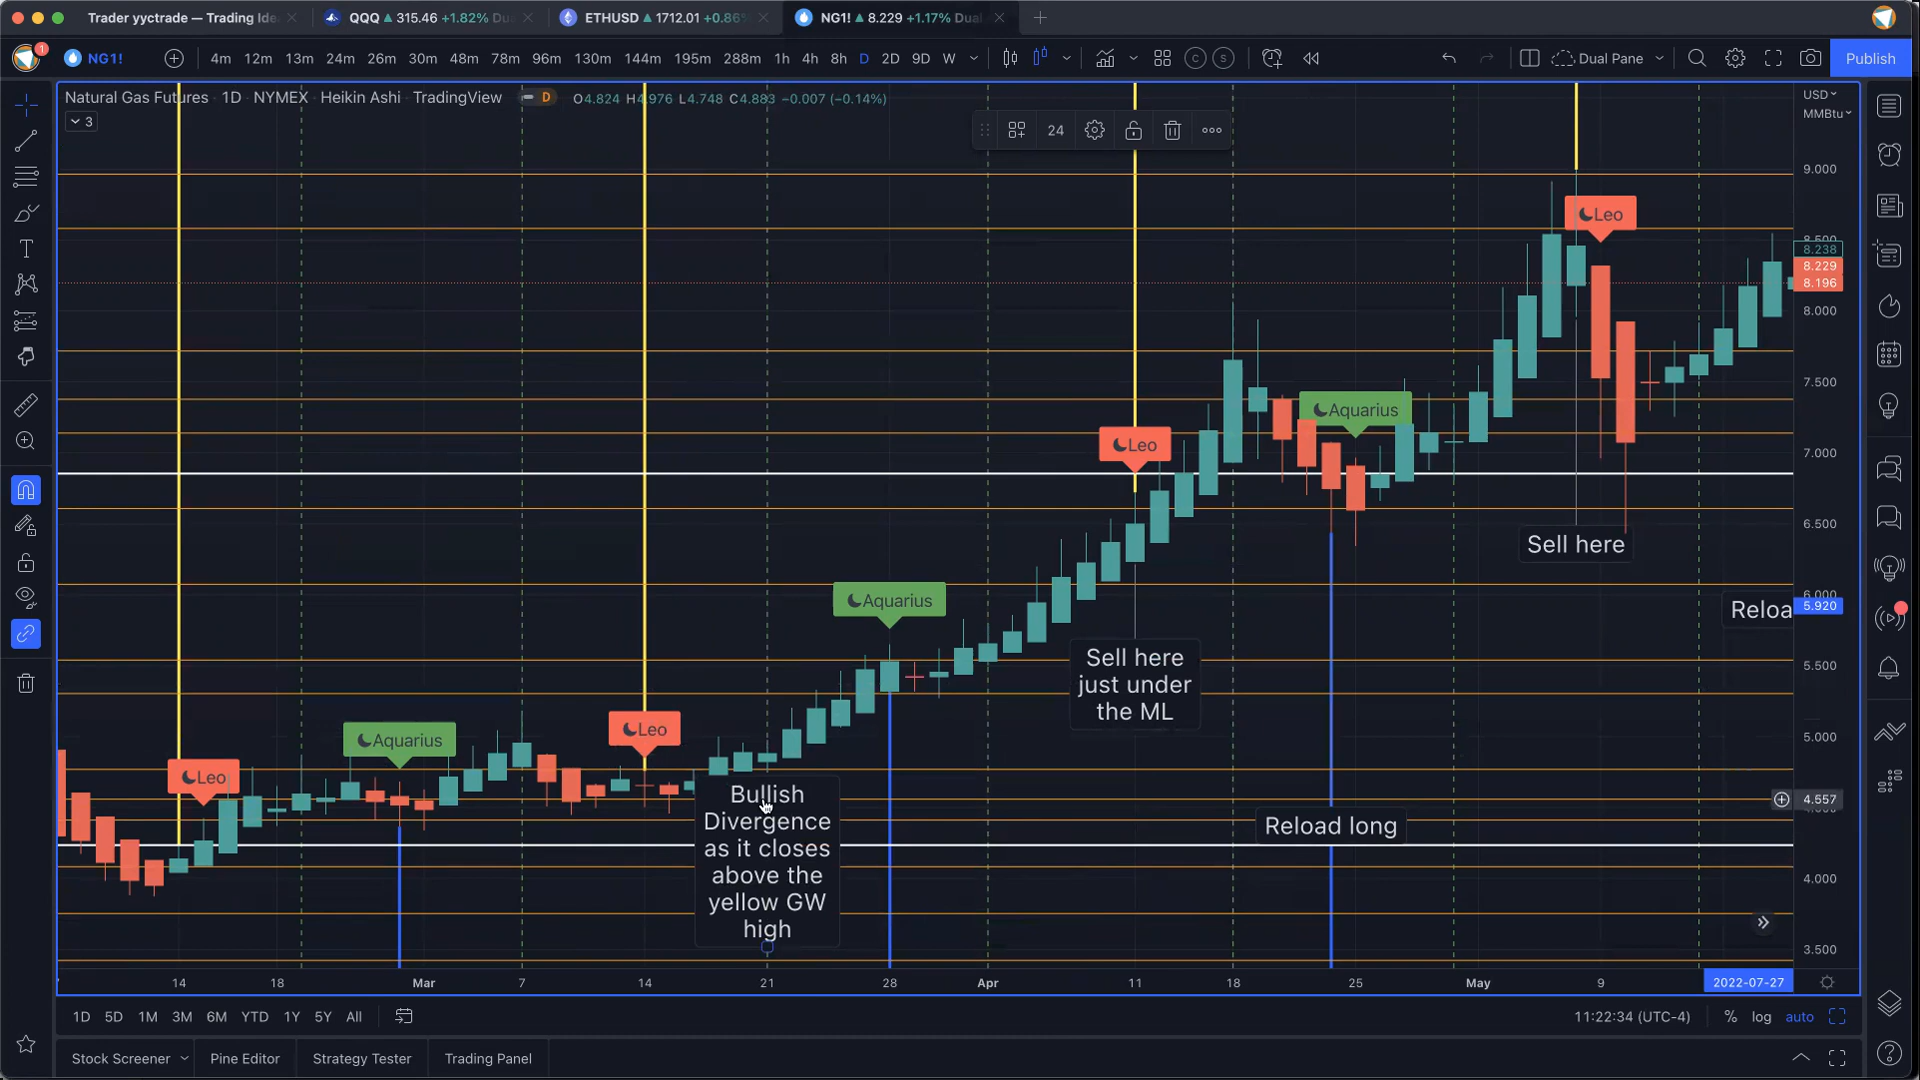 Trader yyctrade — Trading Ide
QQQ ▲ 315.46 +1.82% Du
ETHUSD ▲ 1712.01 +0.86%
NG1! ▲ 8.229 +1.17% Dual
1
NG1!
4m 12m 13m 24m 26m 30m 48m 78m 96m 130m 144m 195m 288m 1h 4h 8h D 2D 9D W
C S
Dual Pane
Publish
Natural Gas Futures · 1D · NYMEX · Heikin Ashi · TradingView
D
O4.824 H4.976 L4.748 C4.883 −0.007 (−0.14%)
3
24
USD
MMBtu
9.000
Leo
8.500
8.238
8.229
8.196
8.000
7.500
Aquarius
Leo
7.000
6.500
Sell here
Aquarius
6.000
5.920
Reloa
Sell here
just under
the ML
5.500
Leo
Aquarius
5.000
Leo
Bullish
Divergence
as it closes
above the
yellow GW
high
4.557
Reload long
4.000
3.500
14 18 Mar 7 14 21 28 Apr 11 18 25 May 9 2022-07-27
1D 5D 1M 3M 6M YTD 1Y 5Y All
11:22:34 (UTC-4)
% log auto
Stock Screener
Pine Editor
Strategy Tester
Trading Panel